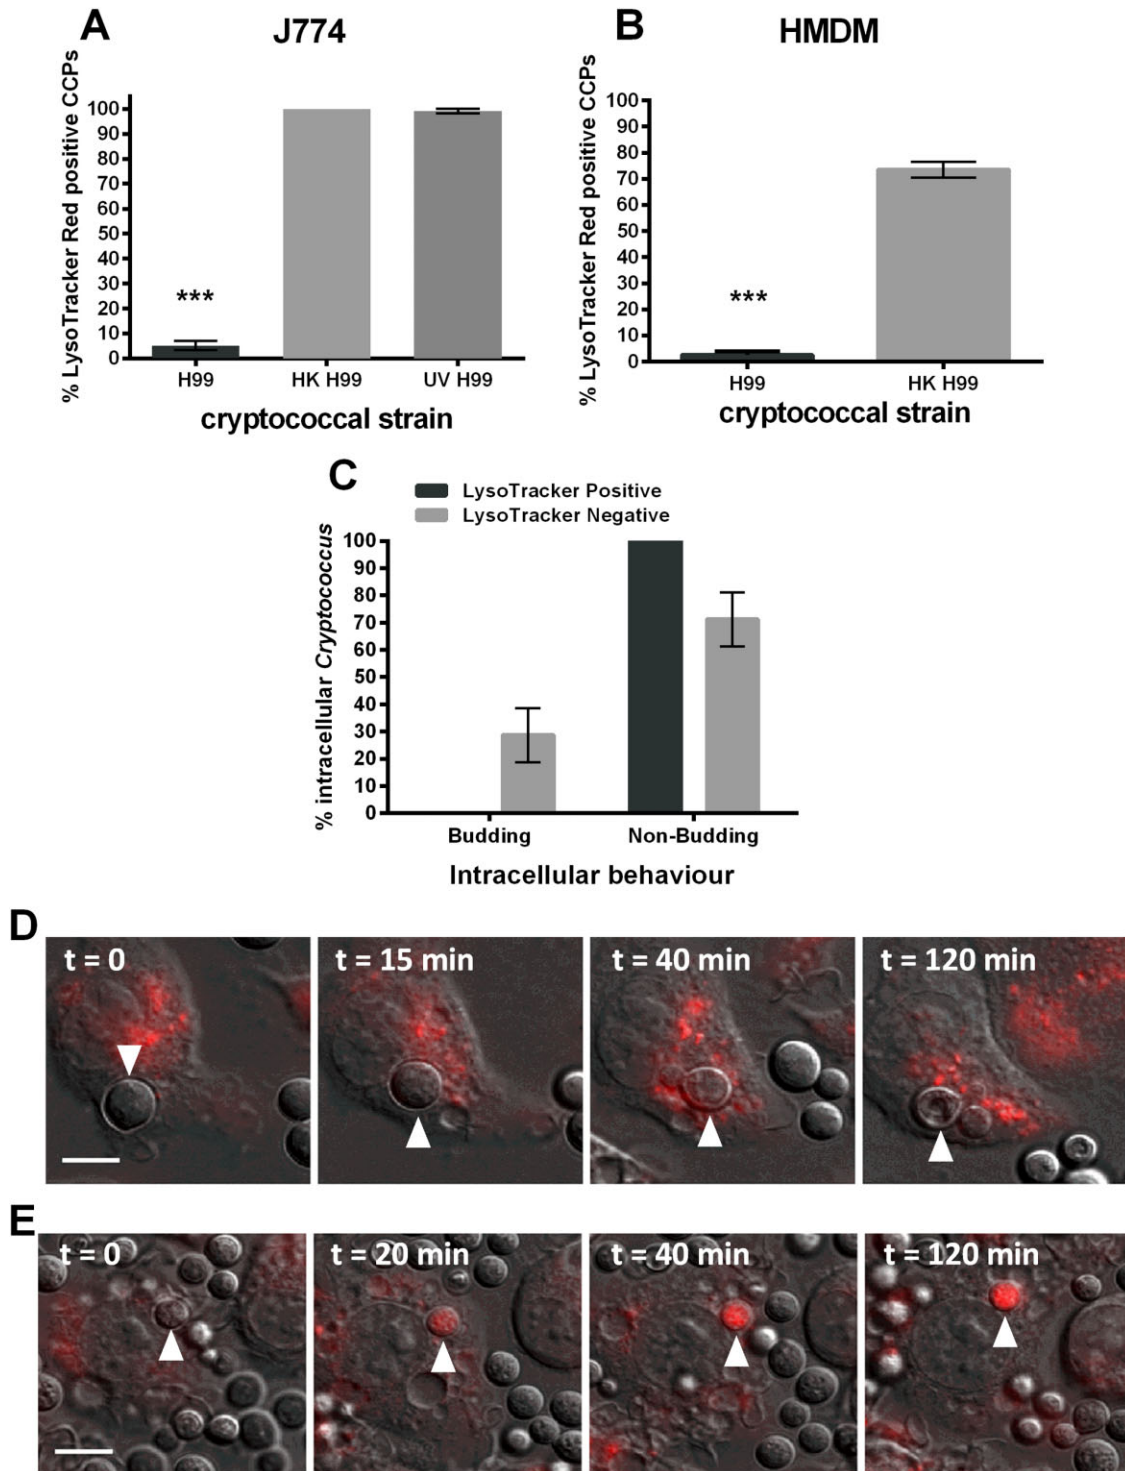 A
J774
% LysoTracker Red positive CCPs
100
90
80
70
60
50
40
30
20
10
0
***
H99
HK H99
UV H99
cryptococcal strain
B
HMDM
% LysoTracker Red positive CCPs
100
90
80
70
60
50
40
30
20
10
0
***
H99
HK H99
cryptococcal strain
C
LysoTracker Positive
LysoTracker Negative
% intracellular Cryptococcus
100
90
80
70
60
50
40
30
20
10
0
Budding
Non-Budding
Intracellular behaviour
D
t = 0
t = 15 min
t = 40 min
t = 120 min
E
t = 0
t = 20 min
t = 40 min
t = 120 min